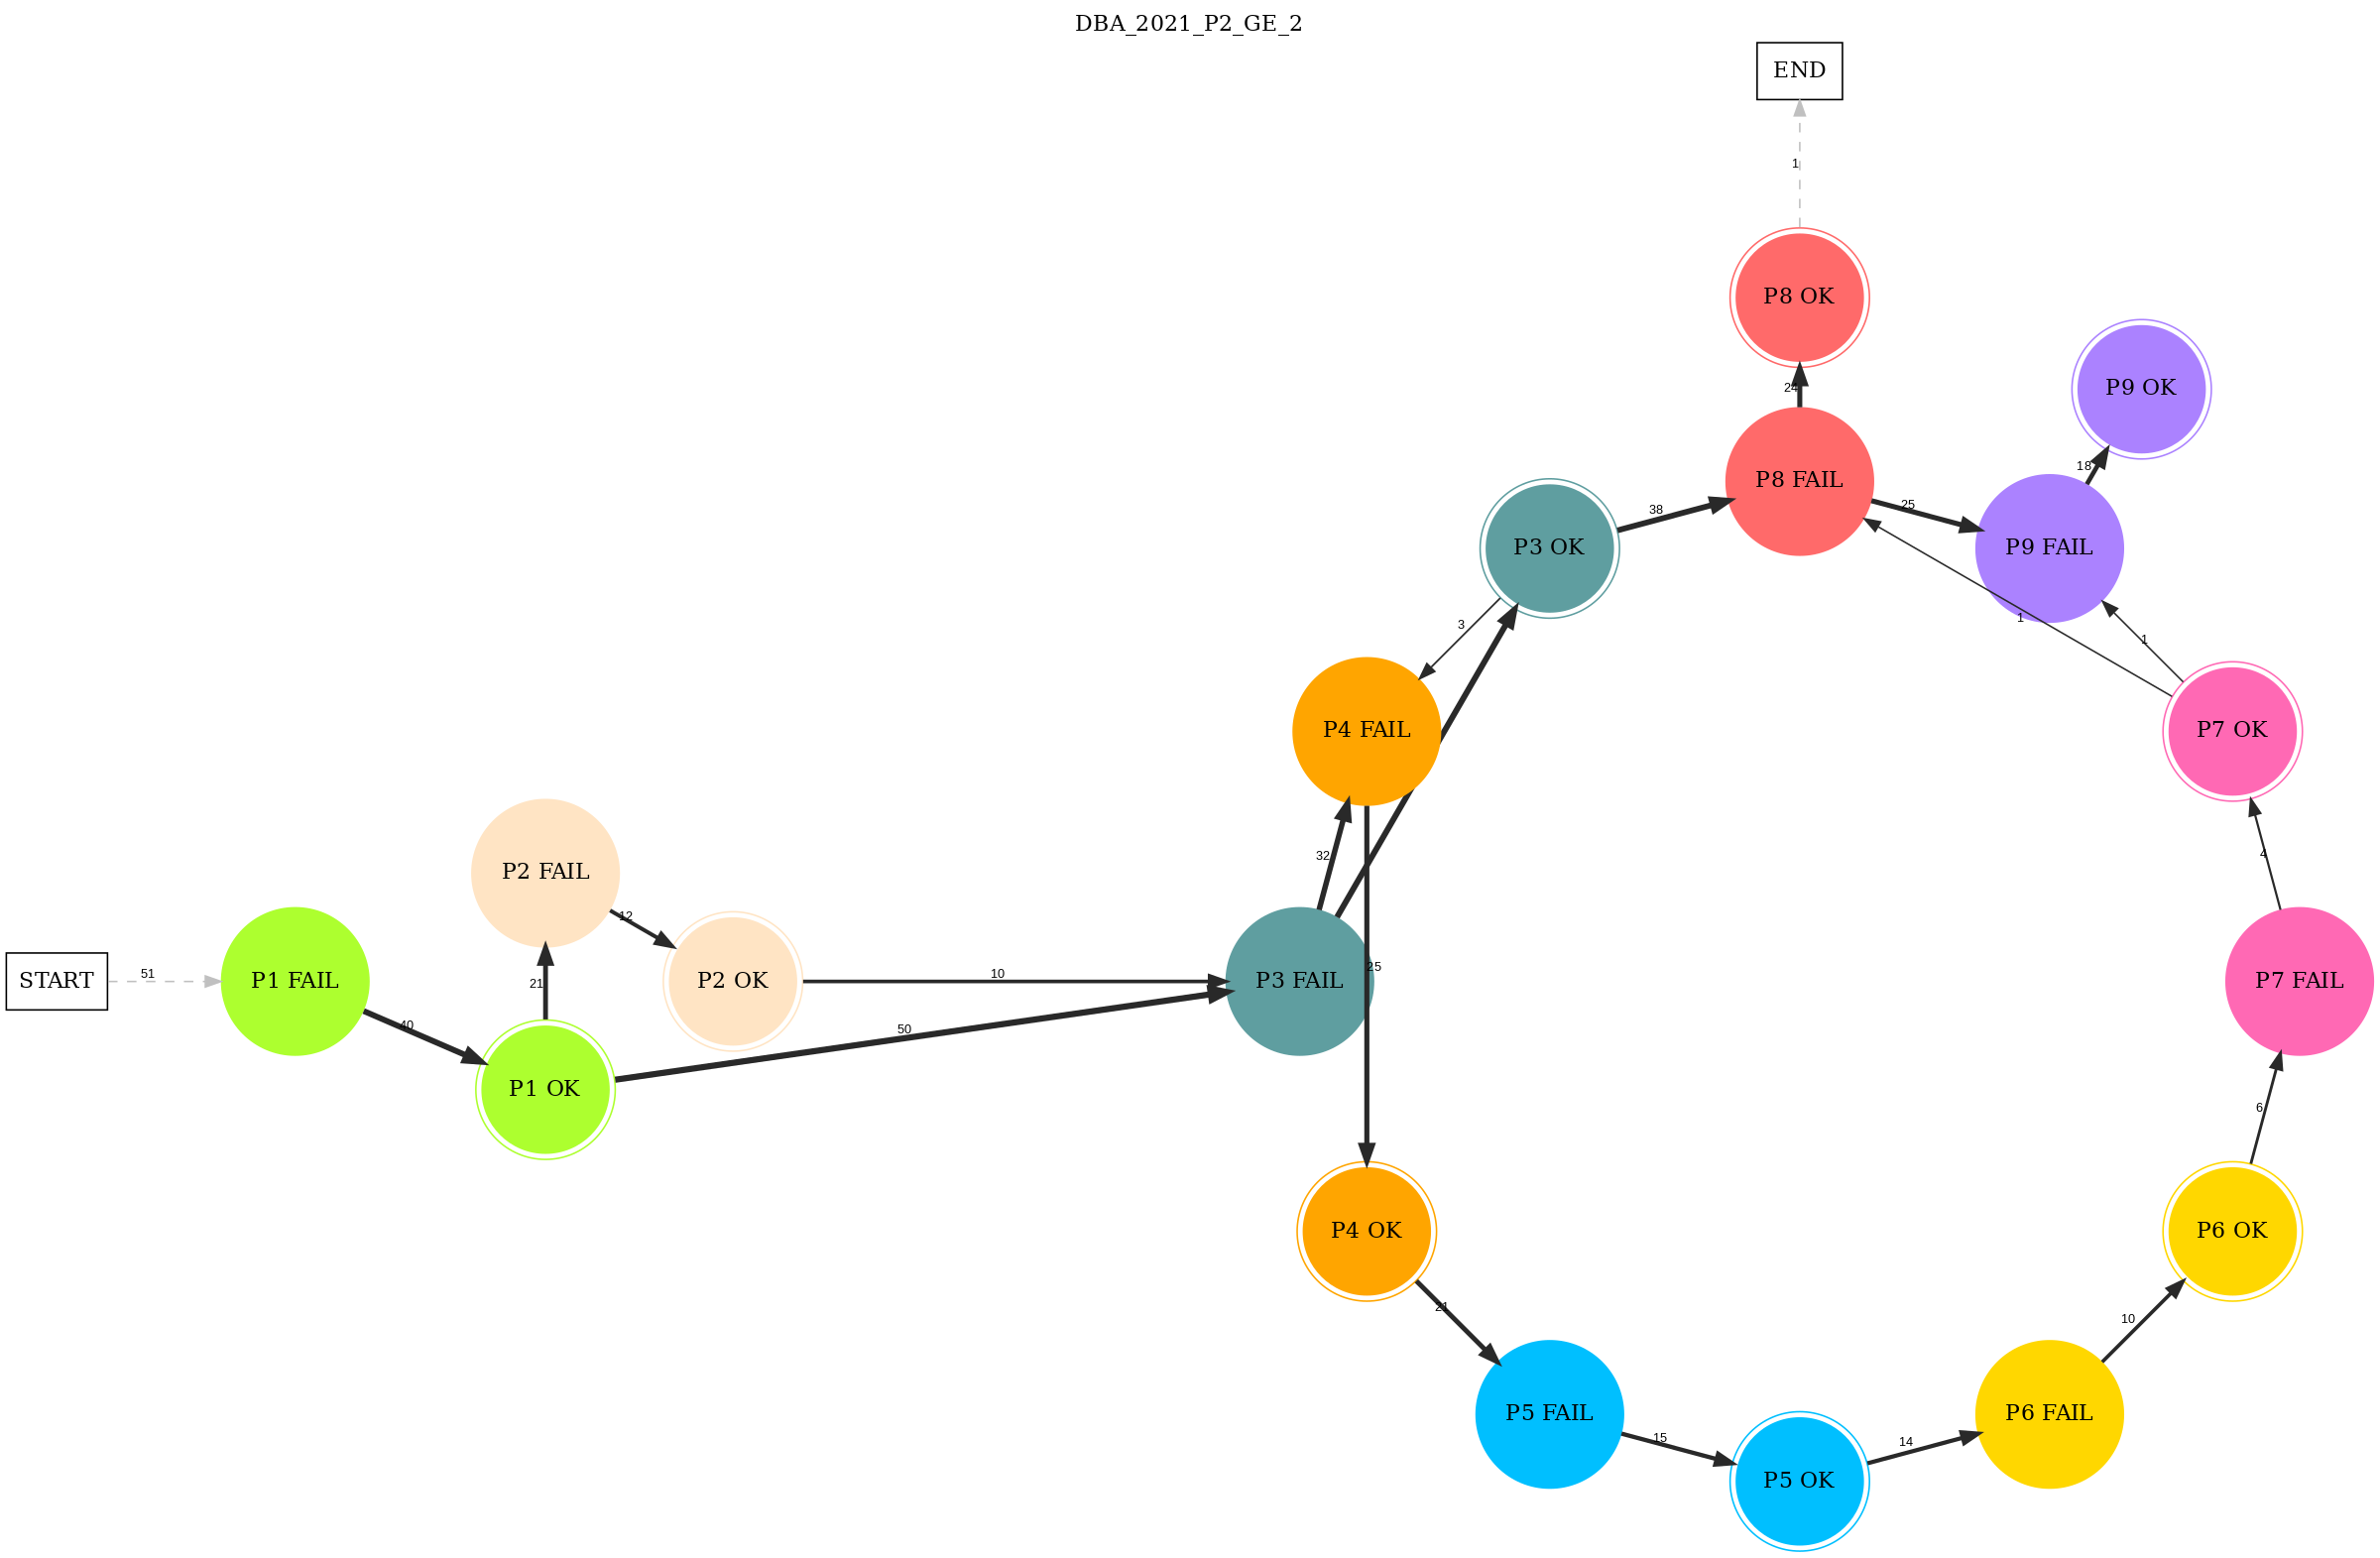 DBA_2021_P2_GE_2
END
1
P8 OK
24
P9 OK
18
P8 FAIL
25
38
P3 OK
P9 FAIL
3
1
1
P4 FAIL
P7 OK
32
4
P2 FAIL
12
START
51
P1 FAIL
21
P2 OK
10
P3 FAIL
25
P7 FAIL
40
50
P1 OK
6
P4 OK
P6 OK
21
10
P5 FAIL
15
14
P6 FAIL
P5 OK